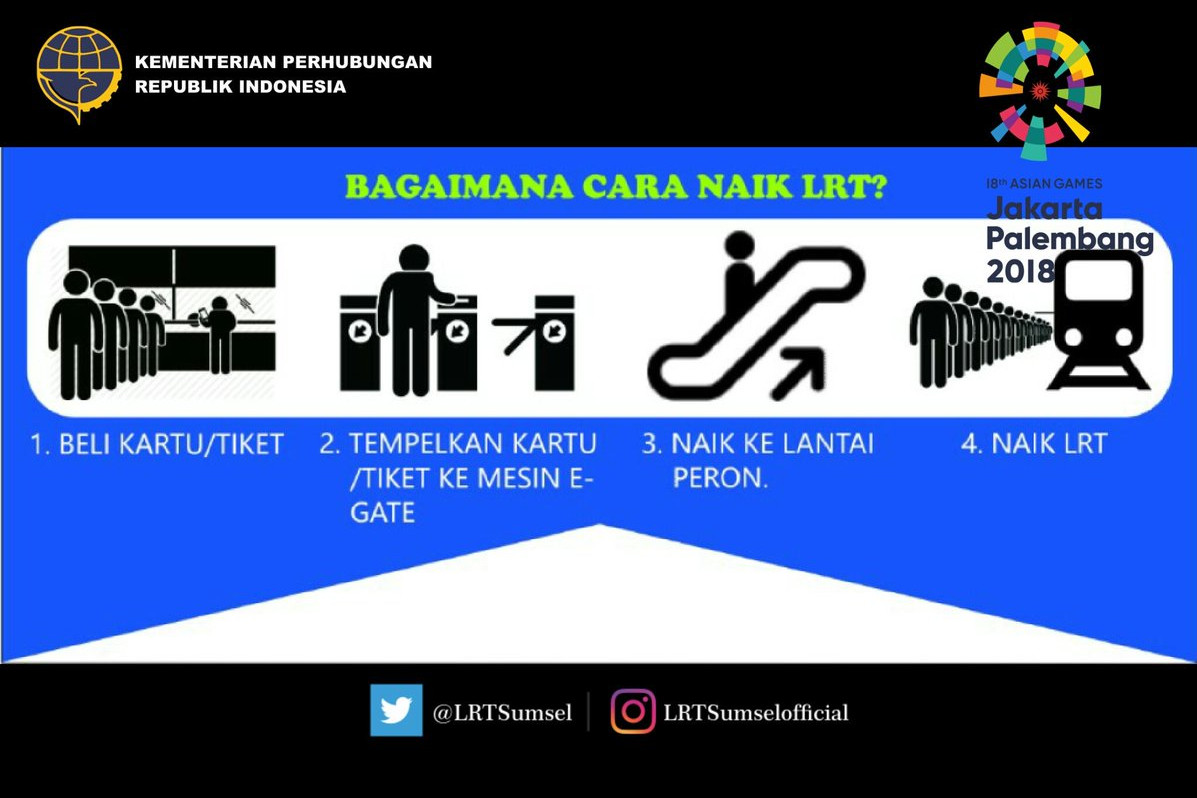 KEMENTERIAN PERHUBUNGAN
REPUBLIK INDONESIA
18th ASIAN GAMES
Jakarta
Palembang
2018
BAGAIMANA CARA NAIK LRT?
1. BELI KARTU/TIKET
2. TEMPELKAN KARTU
/TIKET KE MESIN E-
GATE
3. NAIK KE LANTAI
PERON.
4. NAIK LRT
@LRTSumsel
LRTSumselofficial